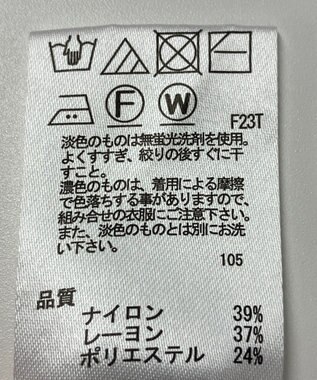 F W F23T
淡色のものは無蛍光洗剤を使用。
よくすすぎ、絞りの後すぐに干
すこと。
濃色のものは、着用による摩擦
で色落ちする事がありますので、
組み合せの衣服にご注意下さい。
また、淡色のものとは別にお洗
い下さい。
105
品質
ナイロン 39%
レーヨン 37%
ポリエステル 24%